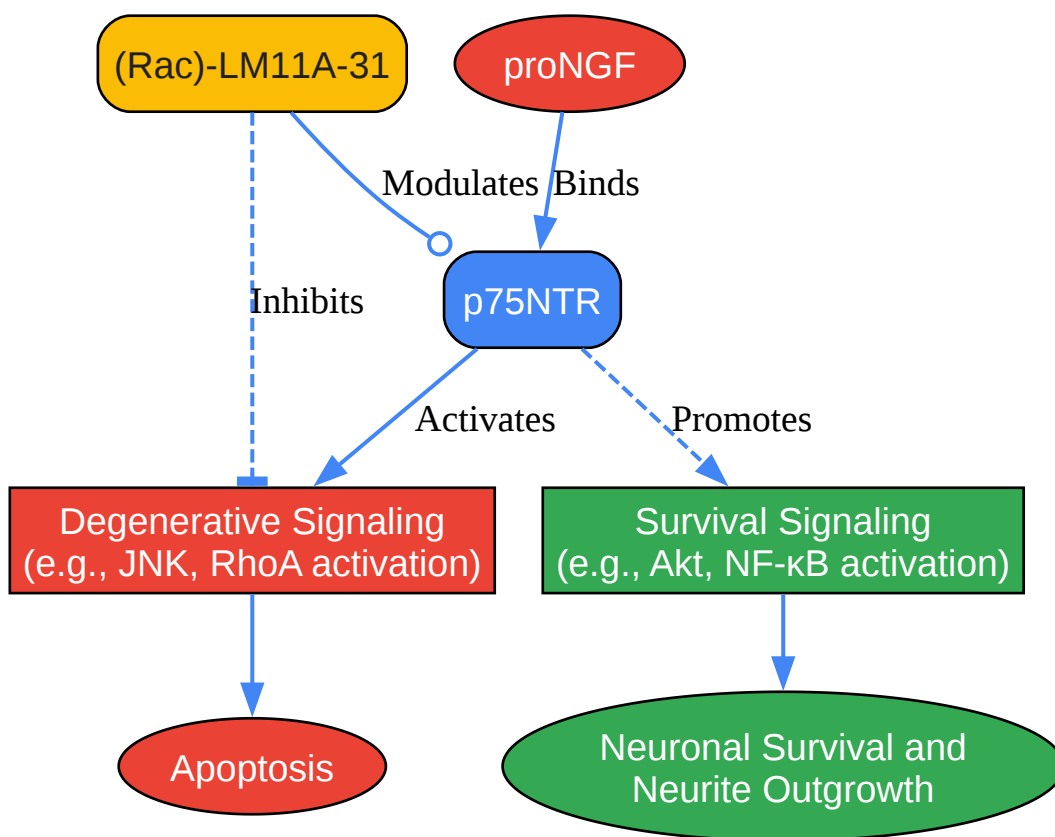 (Rac)-LM11A-31
proNGF
Modulates
Binds
p75NTR
Inhibits
Activates
Promotes
Degenerative Signaling
(e.g., JNK, RhoA activation)
Survival Signaling
(e.g., Akt, NF-κB activation)
Apoptosis
Neuronal Survival and
Neurite Outgrowth